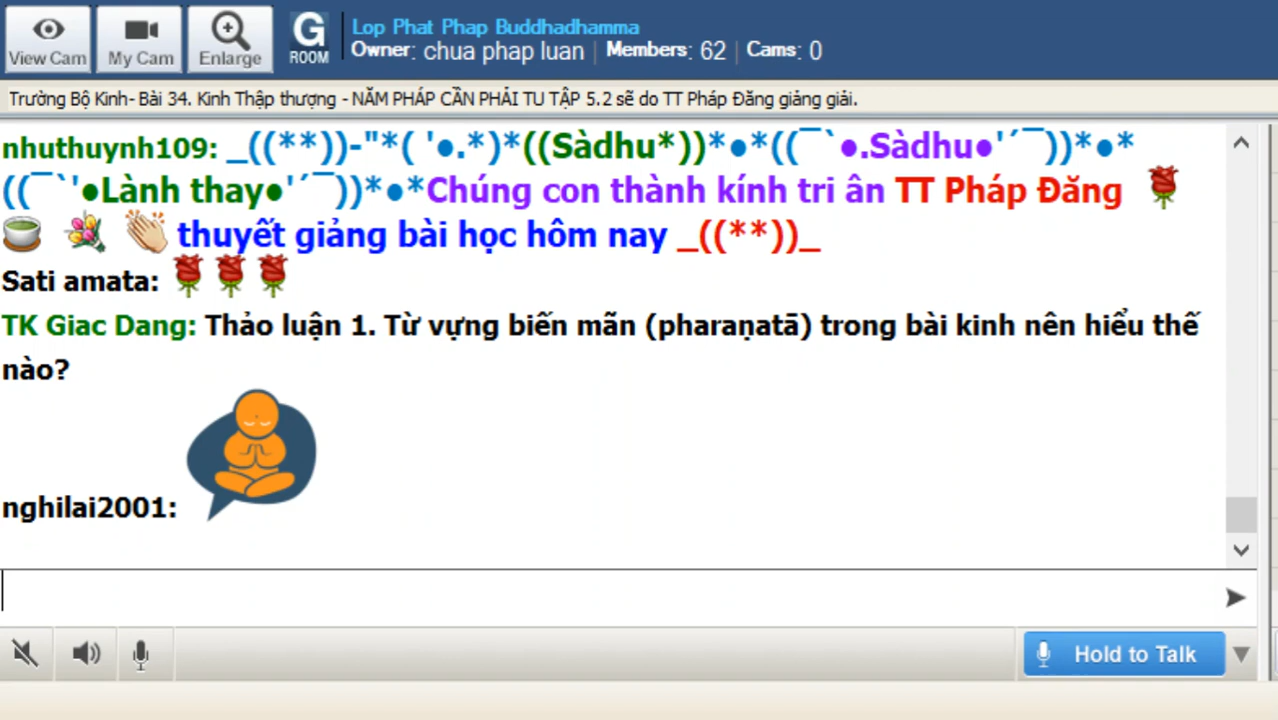 View Cam
My Cam
Enlarge
G
ROOM
Lop Phat Phap Buddhadhamma
Owner: chua phap luan | Members: 62 | Cams: 0
Trường Bộ Kinh- Bài 34. Kinh Thập thượng - NĂM PHÁP CẦN PHẢI TU TẬP 5.2 sẽ do TT Pháp Đăng giảng giải.
nhuthuynh109: _((**))-"*( '●.*)*((Sàdhu*))*●*((¯`●.Sàdhu●'´¯))*●*
((¯`'●Lành thay●'´¯))*●*Chúng con thành kính tri ân TT Pháp Đăng
thuyết giảng bài học hôm nay _((**))_
Sati amata:
TK Giac Dang: Thảo luận 1. Từ vựng biến mãn (pharaṇatā) trong bài kinh nên hiểu thế
nào?
nghilai2001:
Hold to Talk